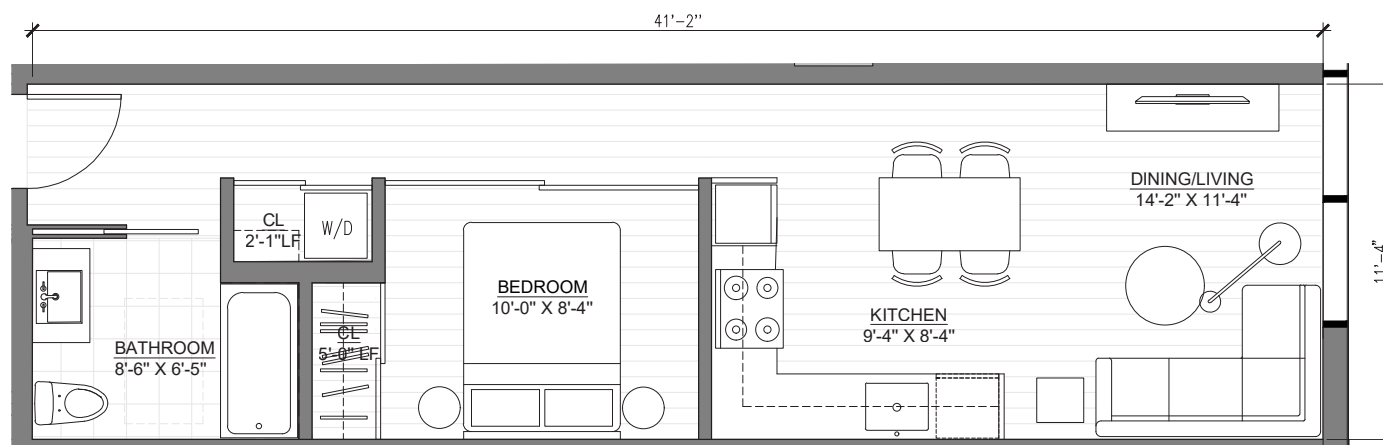 41'-2"
DINING/LIVING
14'-2" X 11'-4"
CL
2'-1"LF
W/D
11'-4"
BEDROOM
10'-0" X 8'-4"
KITCHEN
9'-4" X 8'-4"
CL
5'-0" LF
BATHROOM
8'-6" X 6'-5"